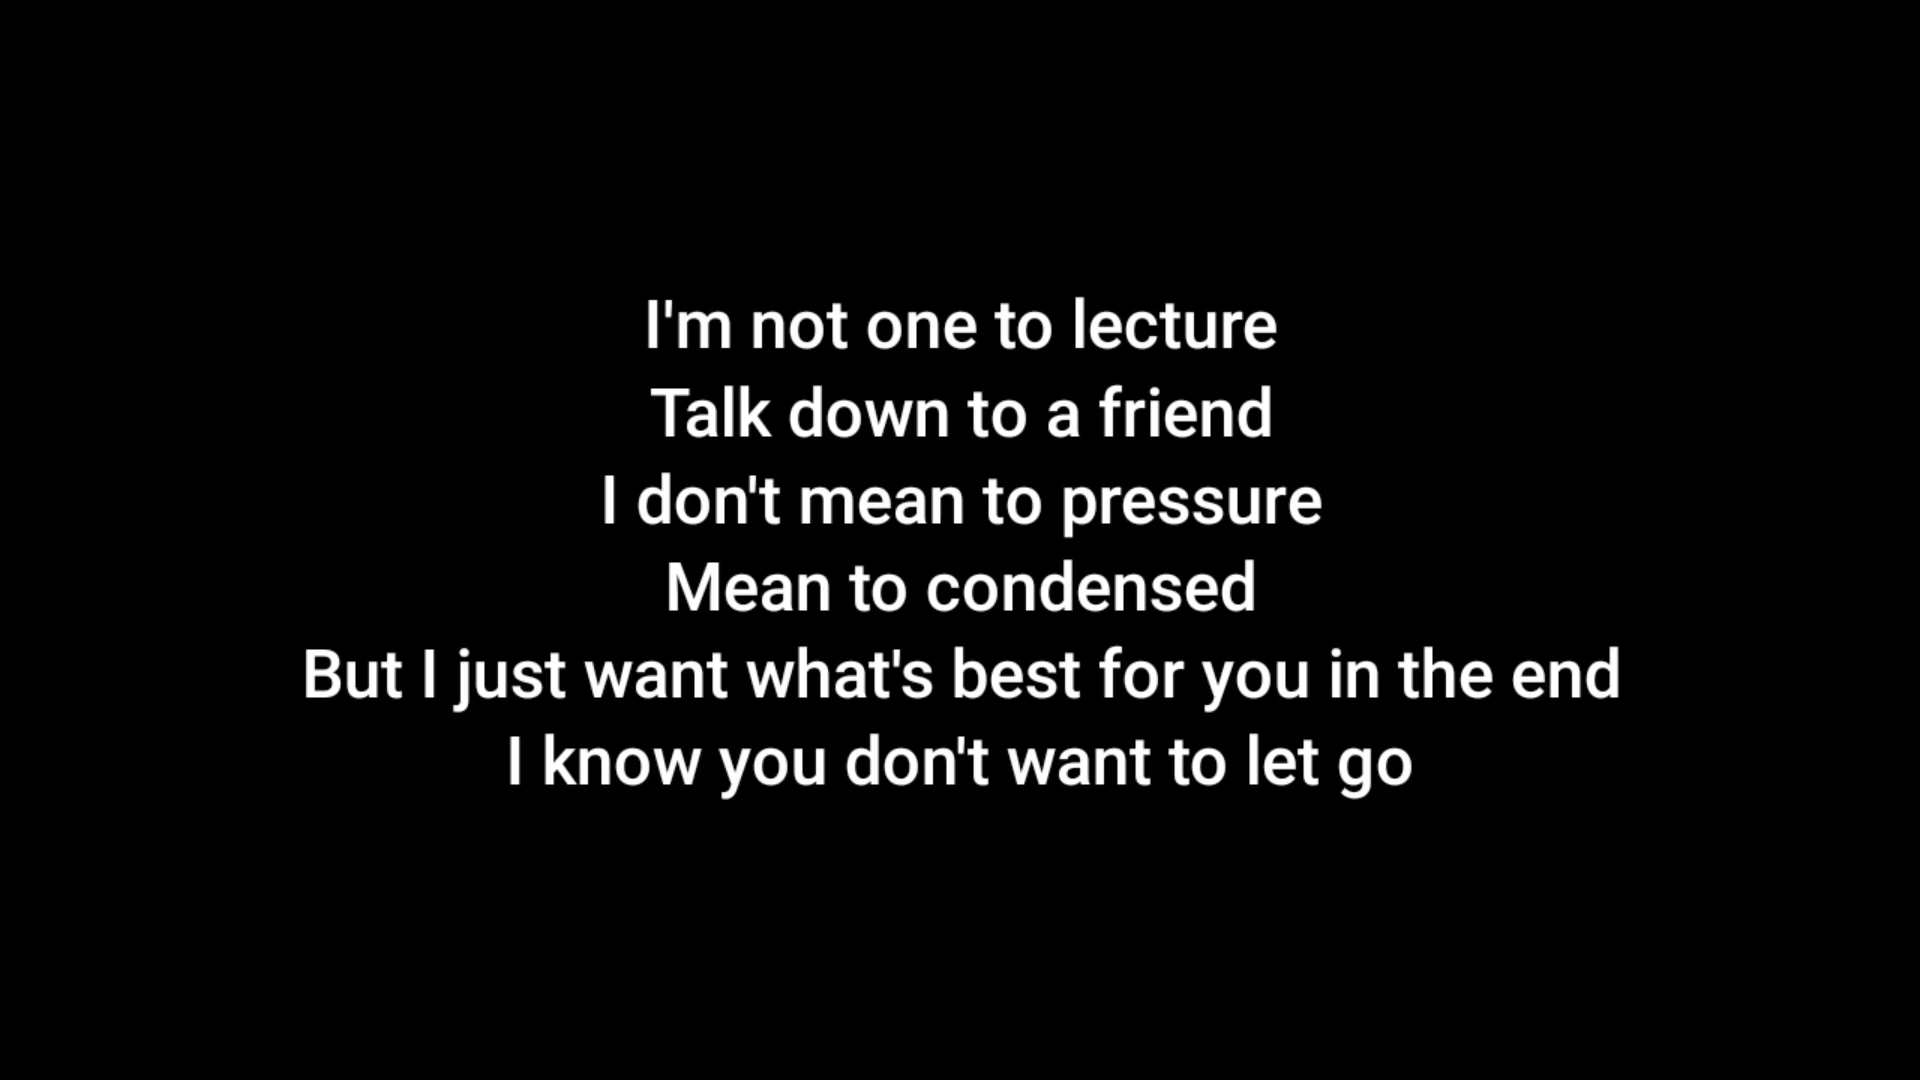 I'm not one to lecture
Talk down to a friend
I don't mean to pressure
Mean to condensed
But I just want what's best for you in the end
I know you don't want to let go